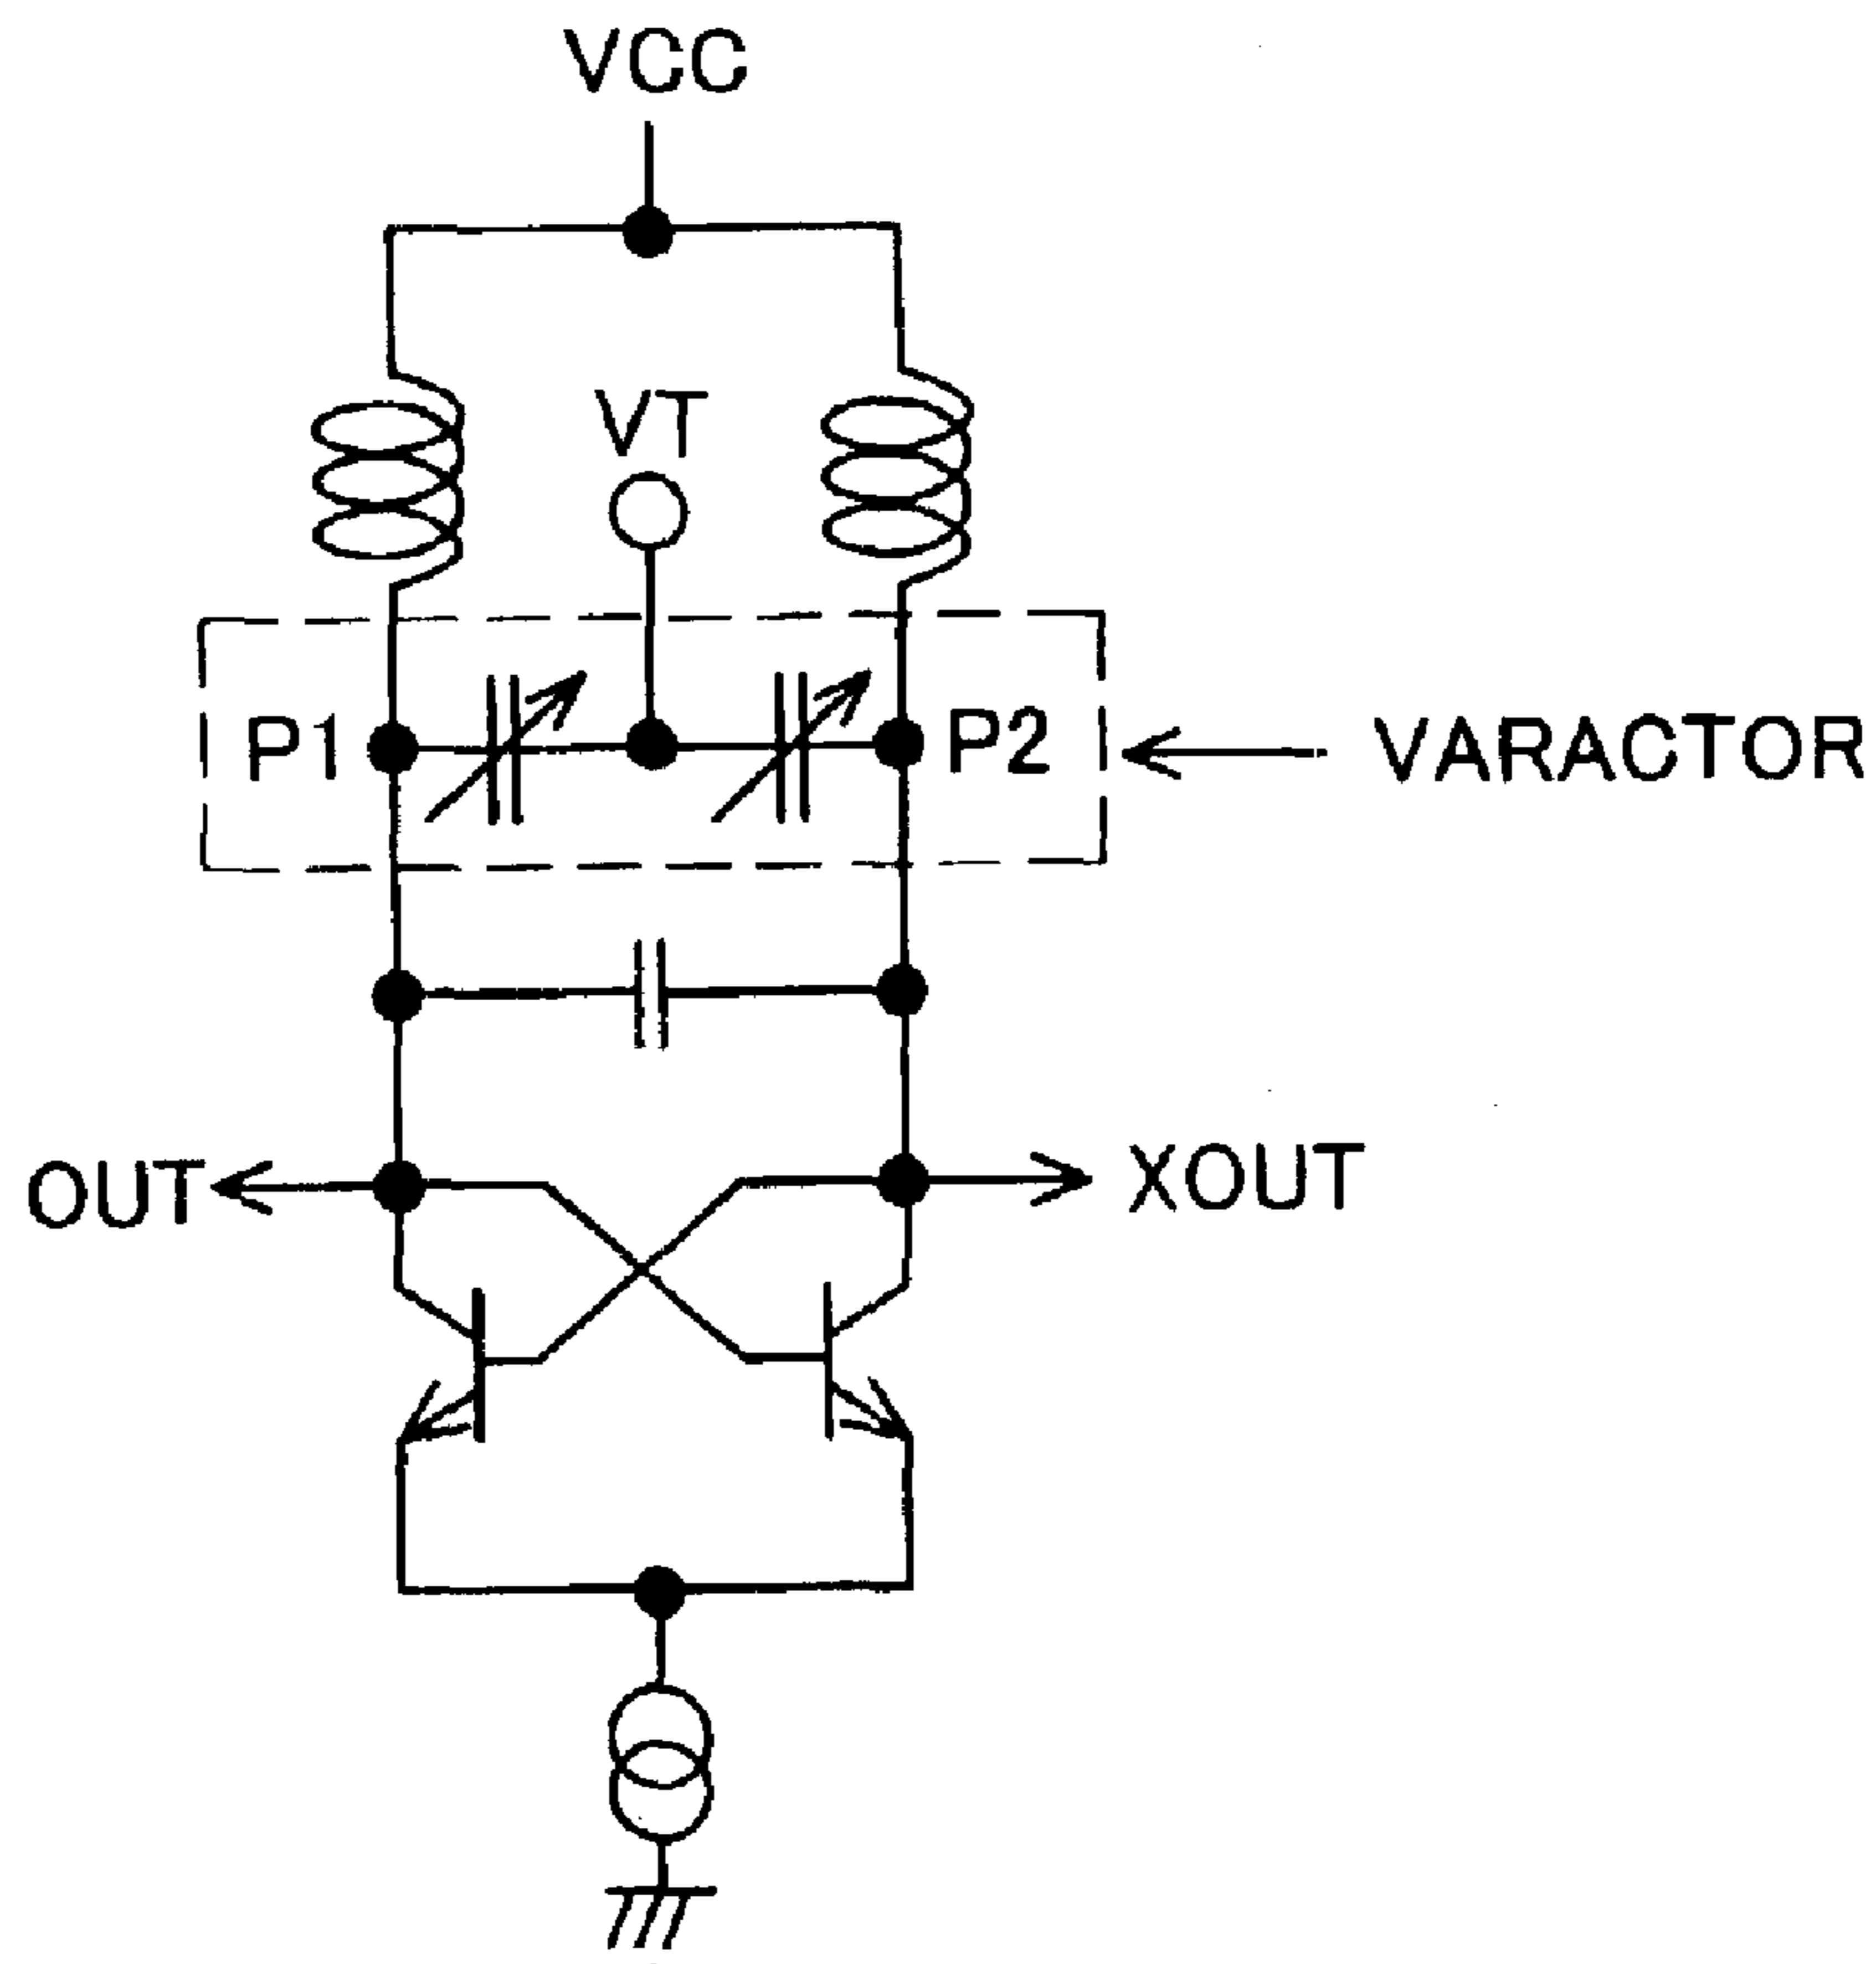 VCC
VT
P1
P2
VARACTOR
OUT
XOUT